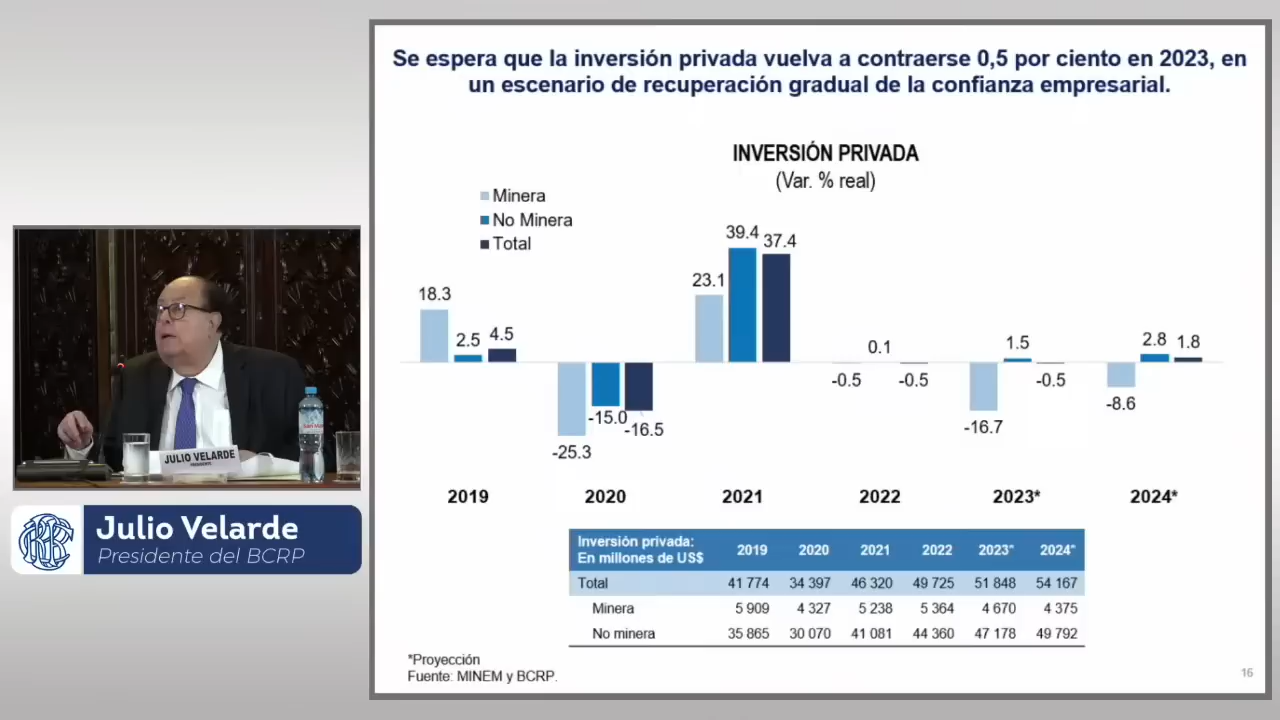 Se espera que la inversión privada vuelva a contraerse 0,5 por ciento en 2023, en
un escenario de recuperación gradual de la confianza empresarial.
INVERSIÓN PRIVADA
(Var. % real)
Minera
No Minera
Total
18.3
2.5
4.5
-25.3
-15.0
-16.5
23.1
39.4
37.4
-0.5
0.1
-0.5
-16.7
1.5
-0.5
-8.6
2.8
1.8
2019 2020 2021 2022 2023* 2024*
Inversión privada:
En millones de US$ 2019 2020 2021 2022 2023* 2024*
Total 41 774 34 397 46 320 49 725 51 848 54 167
Minera 5 909 4 327 5 238 5 364 4 670 4 375
No minera 35 865 30 070 41 081 44 360 47 178 49 792
*Proyección
Fuente: MINEM y BCRP.
16
JULIO VELARDE
PRESIDENTE
Julio Velarde
Presidente del BCRP